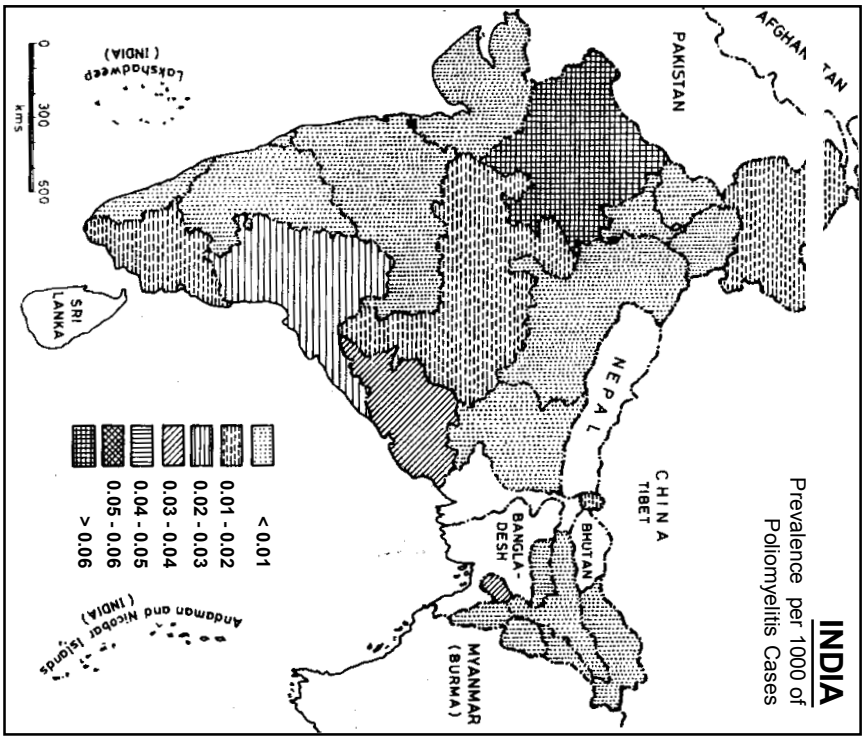 INDIA
Prevalence per 1000 of
Poliomyelitis Cases
AFGHAN TAN
PAKISTAN
CHINA
TIBET
NEPAL
BHUTAN
BANGLA-
DESH
MYANMAR
(BURMA)
SRI
LANKA
Lakshadweep
(INDIA)
Andaman and Nicobar Islands
(INDIA)
0 300 500
kms
< 0.01
0.01 - 0.02
0.02 - 0.03
0.03 - 0.04
0.04 - 0.05
0.05 - 0.06
> 0.06